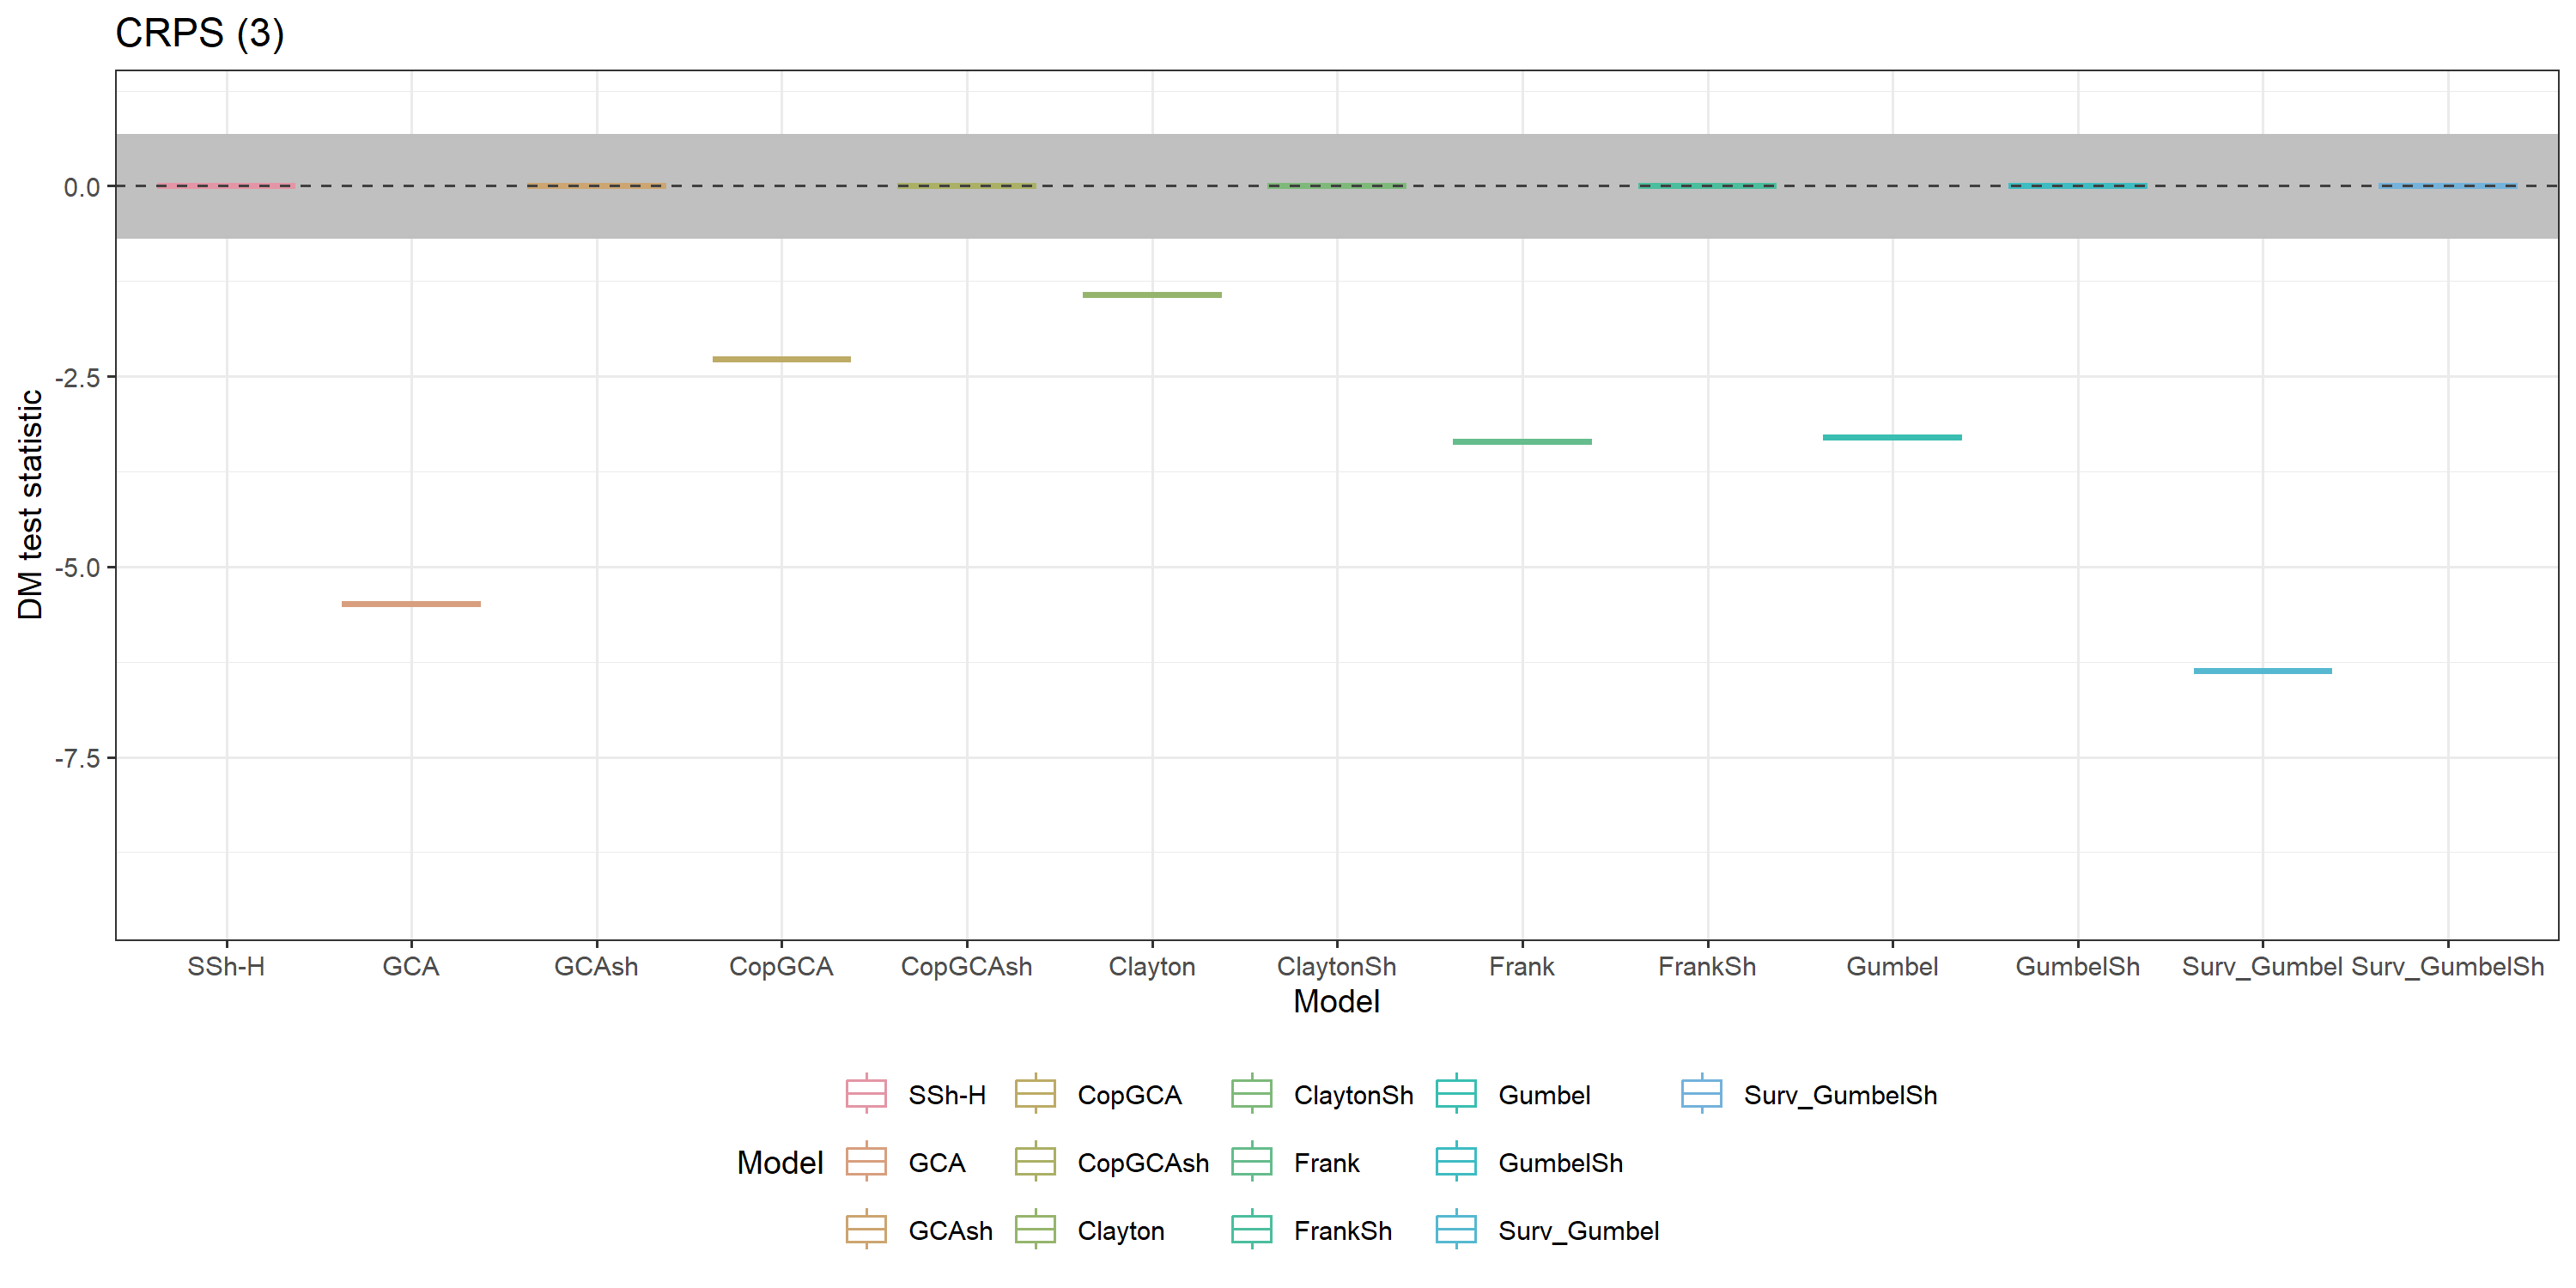 CRPS (3)
DM test statistic
0.0
-2.5
-5.0
-7.5
SSh-H GCA GCAsh CopGCA CopGCAsh Clayton ClaytonSh Frank FrankSh Gumbel GumbelSh Surv_Gumbel Surv_GumbelSh
Model
SSh-H CopGCA ClaytonSh Gumbel Surv_GumbelSh
Model GCA CopGCAsh Frank GumbelSh
GCAsh Clayton FrankSh Surv_Gumbel